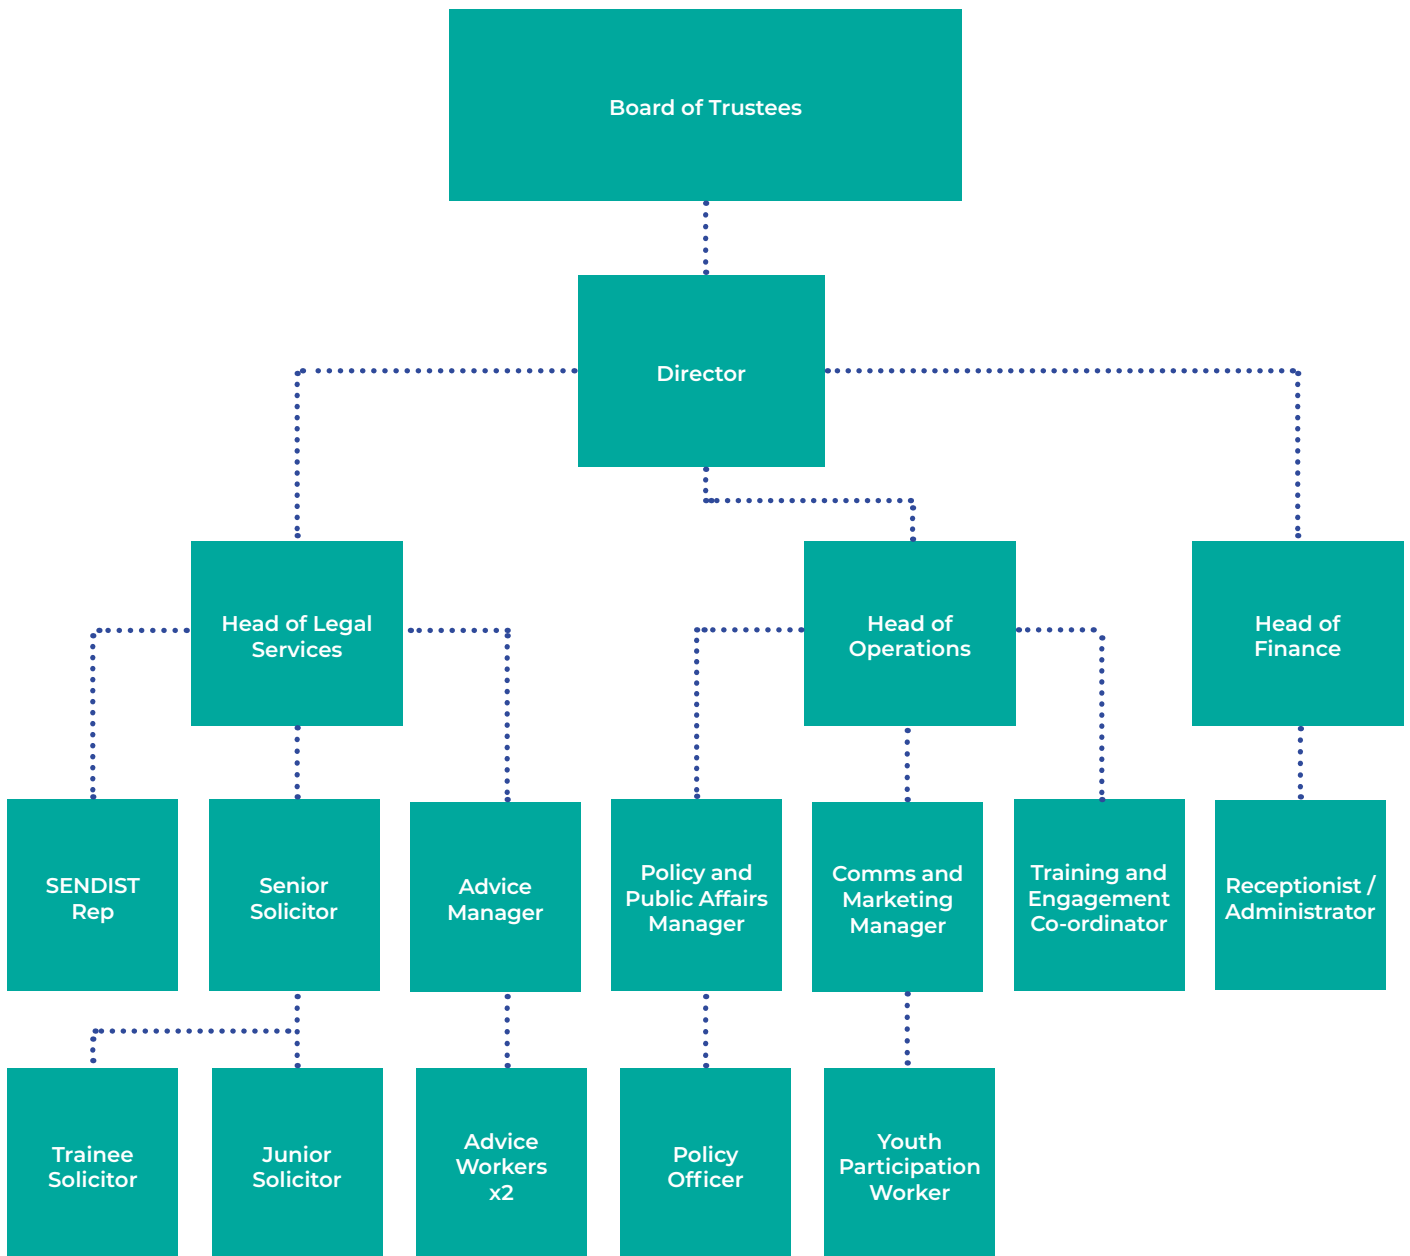 Board of Trustees
Director
Head of Legal
Services
Head of
Operations
Head of
Finance
SENDIST
Rep
Senior
Solicitor
Advice
Manager
Policy and
Public Affairs
Manager
Comms and
Marketing
Manager
Training and
Engagement
Co-ordinator
Receptionist /
Administrator
Trainee
Solicitor
Junior
Solicitor
Advice
Workers
x2
Policy
Officer
Youth
Participation
Worker